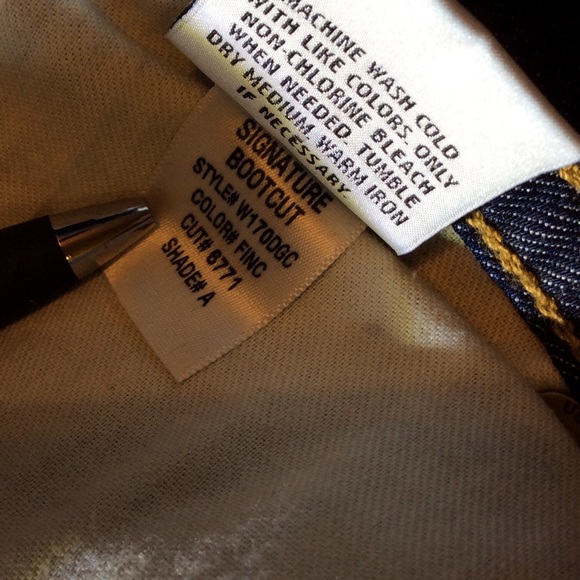 MACHINE WASH COLD
WITH LIKE COLORS ONLY
NON-CHLORINE BLEACH
WHEN NEEDED. TUMBLE
DRY MEDIUM, WARM IRON
IF NECESSARY
SIGNATURE
BOOTCUT
STYLE# W170DGC
COLOR# FINC
CUT# 6771
SHADE# A